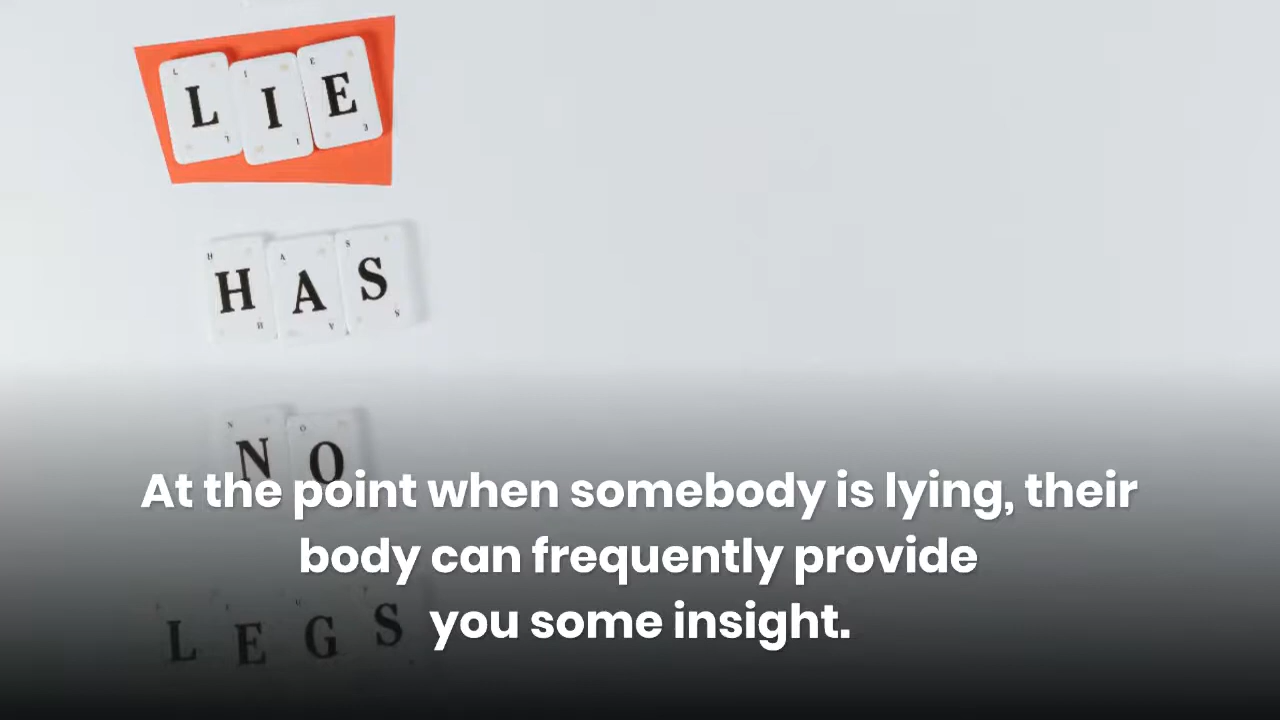 LIE
HAS
NO
LEGS
At the point when somebody is lying, their
body can frequently provide
you some insight.